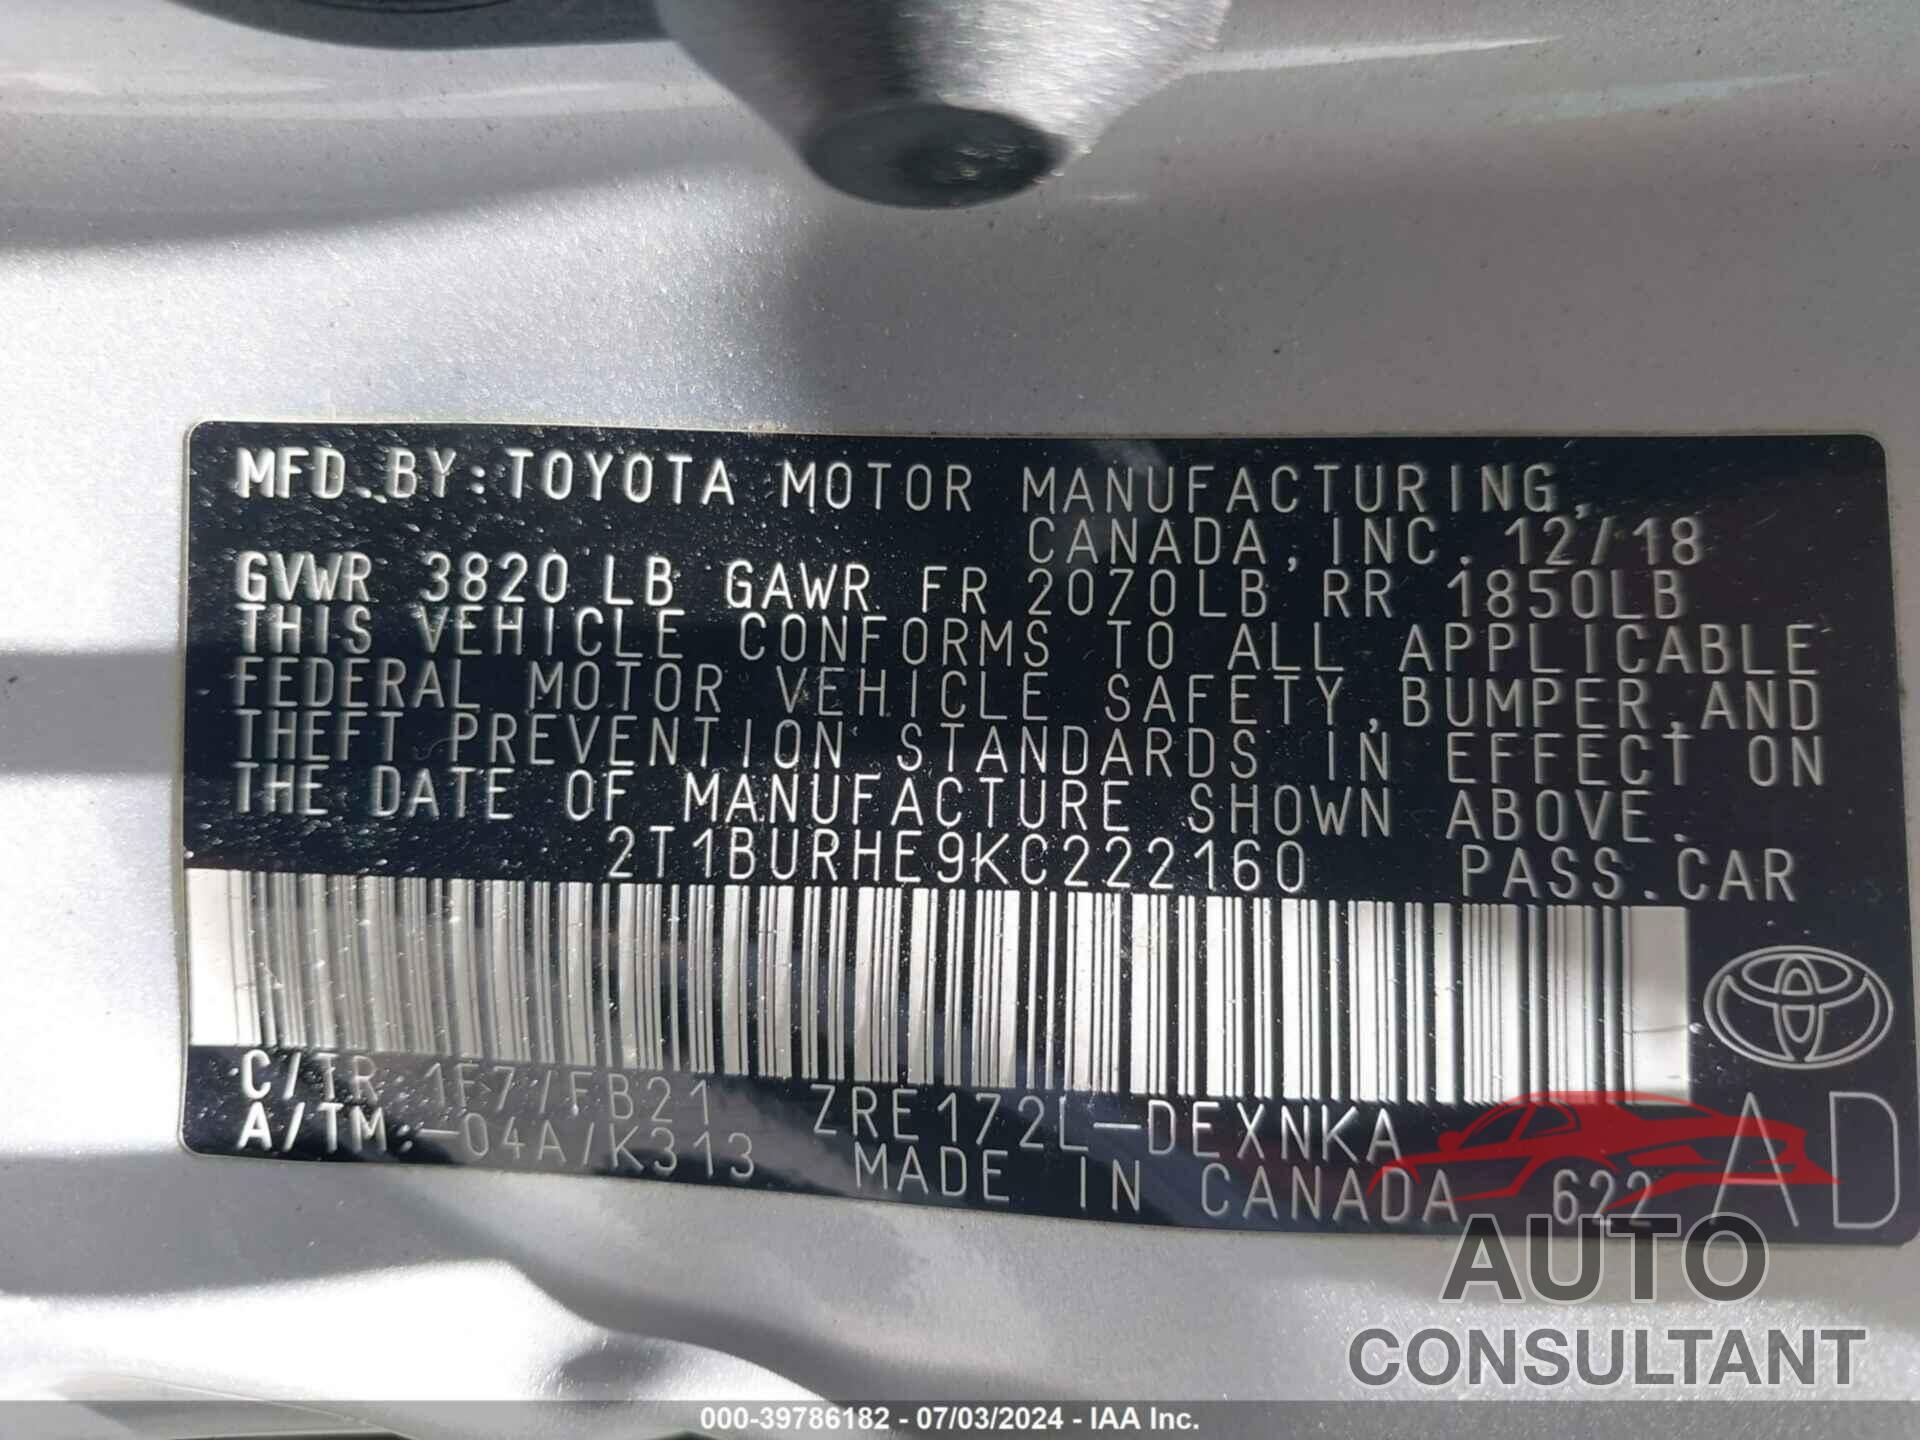 MFD. BY: TOYOTA MOTOR MANUFACTURING,
CANADA, INC. 12/18
GVWR 3820 LB GAWR FR 2070LB RR 1850LB
THIS VEHICLE CONFORMS TO ALL APPLICABLE
FEDERAL MOTOR VEHICLE SAFETY, BUMPER, AND
THEFT PREVENTION STANDARDS IN EFFECT ON
THE DATE OF MANUFACTURE SHOWN ABOVE.
2T1BURHE9KC222160 PASS. CAR
C/TR: 1F7/FB21 ZRE172L-DEXNKA
A/TM: -04A/K313 MADE IN CANADA 622
AD
AUTO
CONSULTANT
000-39786182 - 07/03/2024 - IAA Inc.